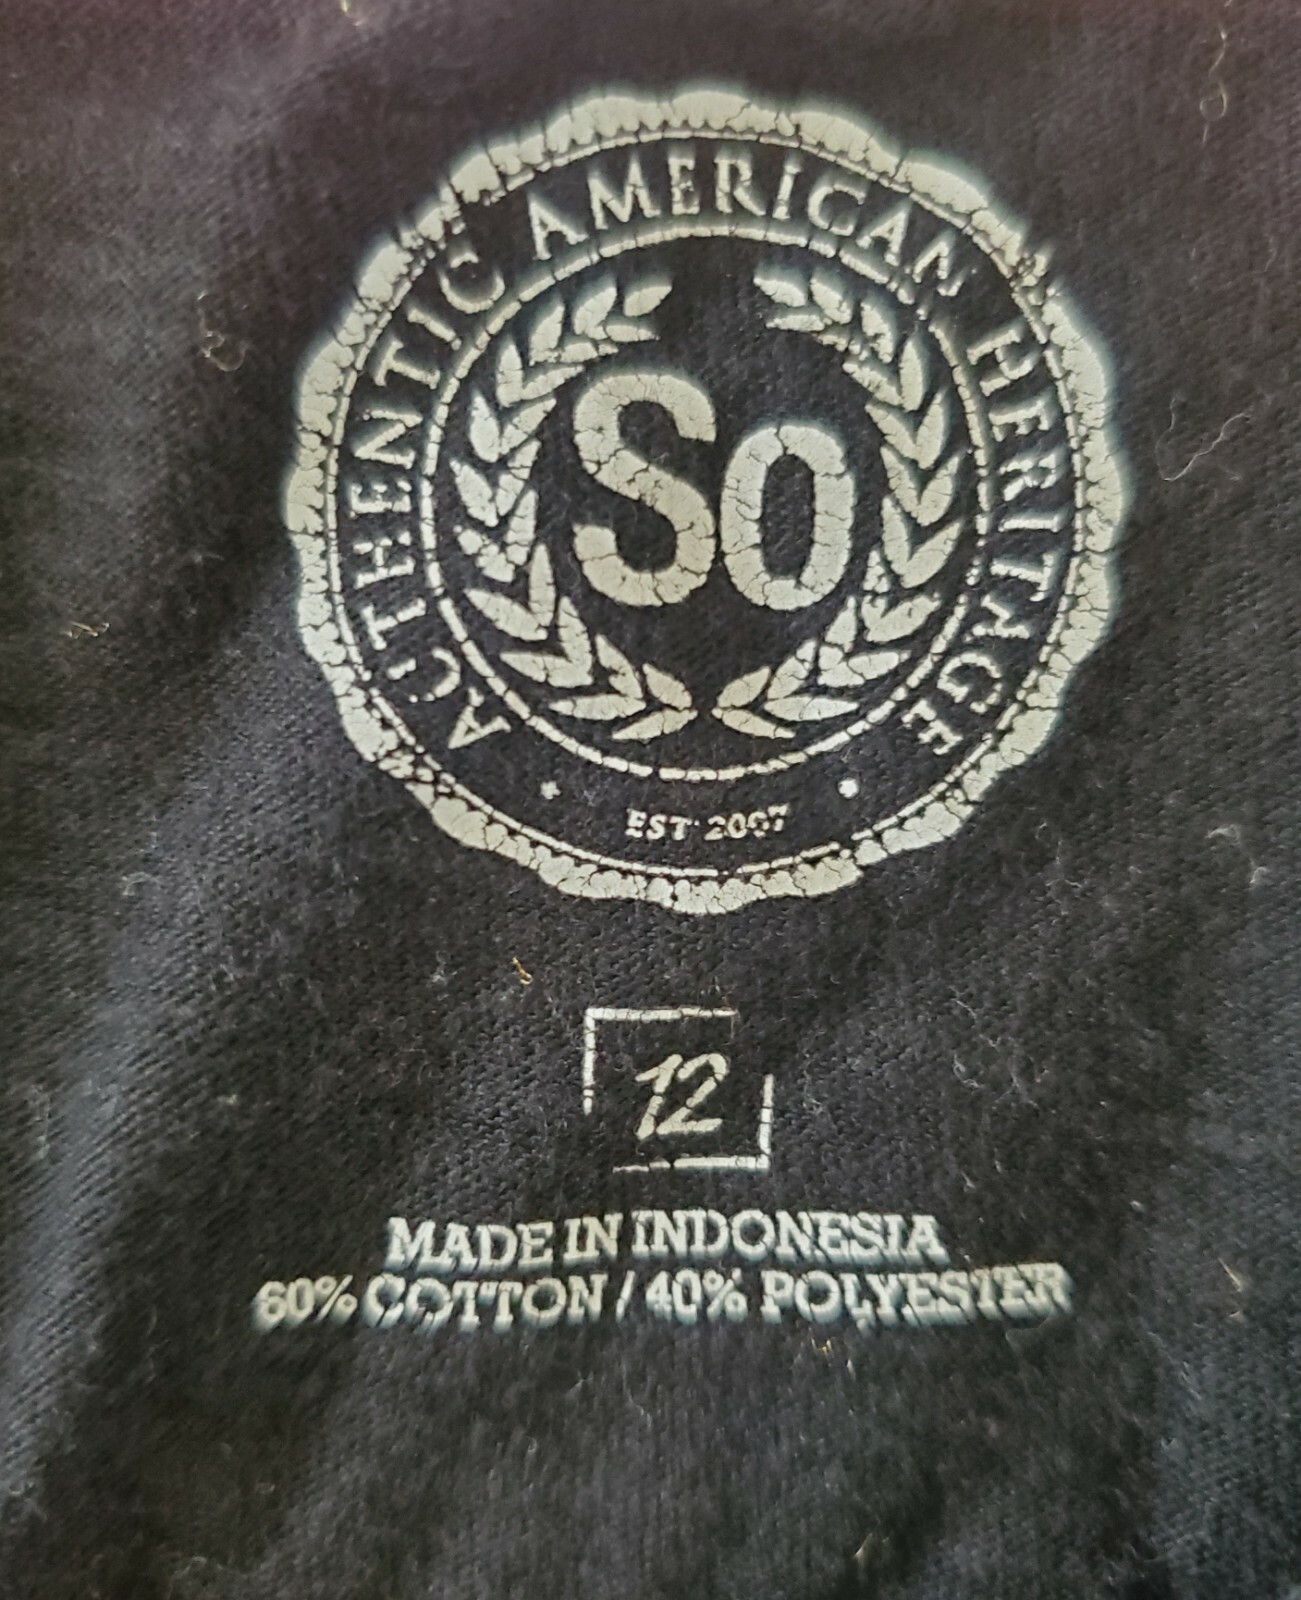 AUTHENTIC AMERICAN HERITAGE
So
EST 2007
12
MADE IN INDONESIA
60% COTTON / 40% POLYESTER